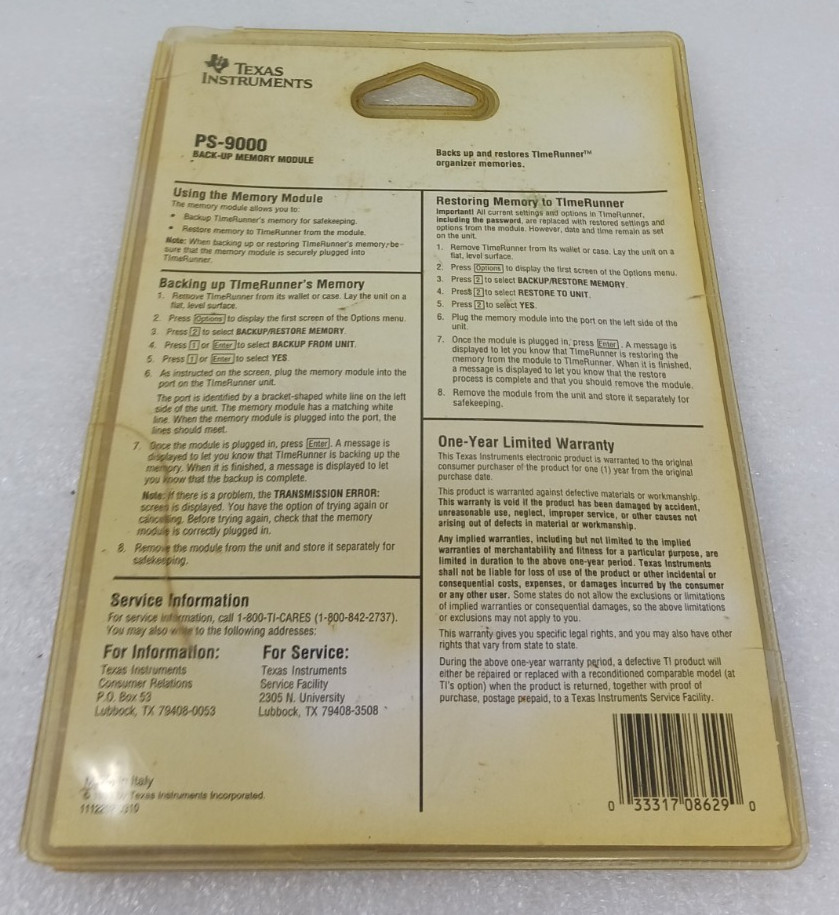 TEXAS
INSTRUMENTS
PS-9000
BACK-UP MEMORY MODULE
Backs up and restores TimeRunner™
organizer memories.
Using the Memory Module
The memory module allows you to:
• Backup TimeRunner's memory for safekeeping.
• Restore memory to TimeRunner from the module.
Note: When backing up or restoring TimeRunner's memory, be-
sure that the memory module is securely plugged into
TimeRunner.
Backing up TimeRunner's Memory
1. Remove TimeRunner from its wallet or case. Lay the unit on a
flat, level surface.
2. Press Options to display the first screen of the Options menu.
3. Press 2 to select BACKUP/RESTORE MEMORY.
4. Press 1 or Enter to select BACKUP FROM UNIT.
5. Press 1 or Enter to select YES.
6. As instructed on the screen, plug the memory module into the
port on the TimeRunner unit.
The port is identified by a bracket-shaped white line on the left
side of the unit. The memory module has a matching white
line. When the memory module is plugged into the port, the
lines should meet.
7. Once the module is plugged in, press Enter. A message is
displayed to let you know that TimeRunner is backing up the
memory. When it is finished, a message is displayed to let
you know that the backup is complete.
Note: If there is a problem, the TRANSMISSION ERROR:
screen is displayed. You have the option of trying again or
cancelling. Before trying again, check that the memory
module is correctly plugged in.
8. Remove the module from the unit and store it separately for
safekeeping.
Service Information
For service information, call 1-800-TI-CARES (1-800-842-2737).
You may also write to the following addresses:
For Information:
Texas Instruments
Consumer Relations
P.O. Box 53
Lubbock, TX 79408-0053
For Service:
Texas Instruments
Service Facility
2305 N. University
Lubbock, TX 79408-3508
Made in Italy
© Texas Instruments Incorporated.
Restoring Memory to TimeRunner
Important! All current settings and options in TimeRunner,
including the password, are replaced with restored settings and
options from the module. However, data and time remain as set
on the unit.
1. Remove TimeRunner from its wallet or case. Lay the unit on a
flat, level surface.
2. Press Options to display the first screen of the Options menu.
3. Press 2 to select BACKUP/RESTORE MEMORY.
4. Press 2 to select RESTORE TO UNIT.
5. Press 2 to select YES.
6. Plug the memory module into the port on the left side of the
unit.
7. Once the module is plugged in, press Enter. A message is
displayed to let you know that TimeRunner is restoring the
memory from the module to TimeRunner. When it is finished,
a message is displayed to let you know that the restore
process is complete and that you should remove the module.
8. Remove the module from the unit and store it separately for
safekeeping.
One-Year Limited Warranty
This Texas Instruments electronic product is warranted to the original
consumer purchaser of the product for one (1) year from the original
purchase date.
This product is warranted against defective materials or workmanship.
This warranty is void if the product has been damaged by accident,
unreasonable use, neglect, improper service, or other causes not
arising out of defects in material or workmanship.
Any implied warranties, including but not limited to the implied
warranties of merchantability and fitness for a particular purpose, are
limited in duration to the above one-year period. Texas Instruments
shall not be liable for loss of use of the product or other incidental or
consequential costs, expenses, or damages incurred by the consumer
or any other user. Some states do not allow the exclusions or limitations
of implied warranties or consequential damages, so the above limitations
or exclusions may not apply to you.
This warranty gives you specific legal rights, and you may also have other
rights that vary from state to state.
During the above one-year warranty period, a defective TI product will
either be repaired or replaced with a reconditioned comparable model (at
TI's option) when the product is returned, together with proof of
purchase, postage prepaid, to a Texas Instruments Service Facility.
0 33317 08629 0